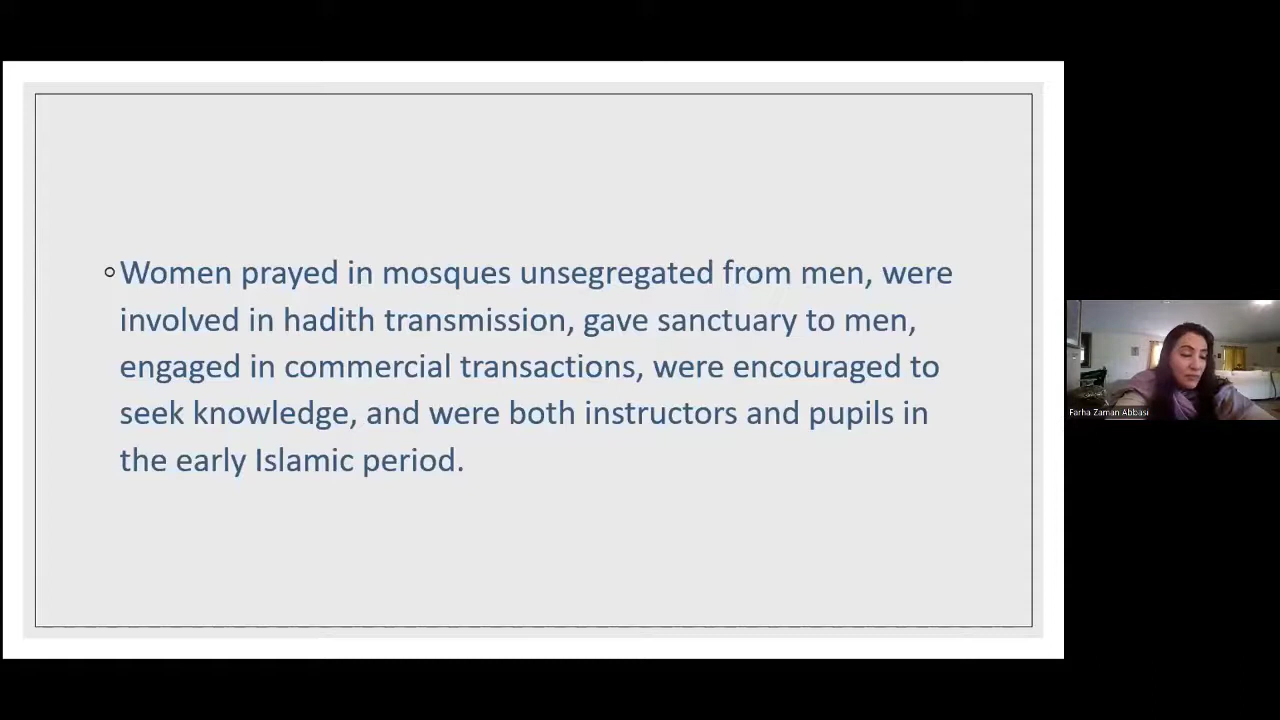 Women prayed in mosques unsegregated from men, were
involved in hadith transmission, gave sanctuary to men,
engaged in commercial transactions, were encouraged to
seek knowledge, and were both instructors and pupils in
the early Islamic period.
Farha Zaman Abbasi